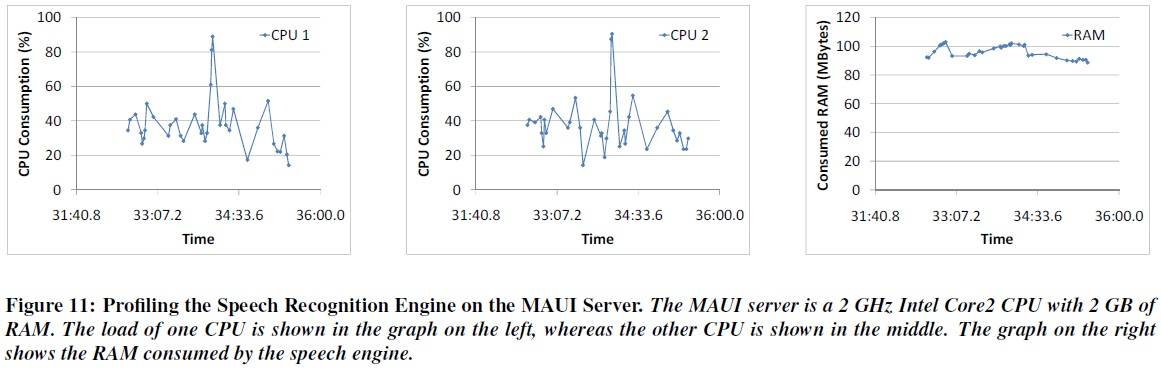 100
80
60
40
20
0
CPU Consumption (%)
CPU 1
31:40.8 33:07.2 34:33.6 36:00.0
Time
100
80
60
40
20
0
CPU Consumption (%)
CPU 2
31:40.8 33:07.2 34:33.6 36:00.0
Time
120
100
80
60
40
20
0
Consumed RAM (MBytes)
RAM
31:40.8 33:07.2 34:33.6 36:00.0
Time
Figure 11: Profiling the Speech Recognition Engine on the MAUI Server. The MAUI server is a 2 GHz Intel Core2 CPU with 2 GB of
RAM. The load of one CPU is shown in the graph on the left, whereas the other CPU is shown in the middle. The graph on the right
shows the RAM consumed by the speech engine.